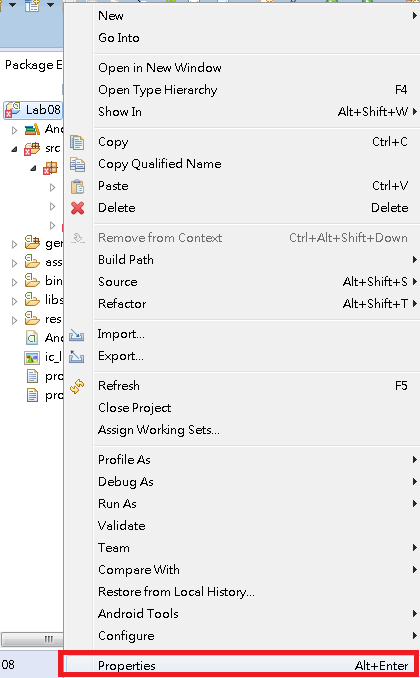 New
Go Into
Package E
Open in New Window
Open Type Hierarchy F4
Show In Alt+Shift+W
Lab08
And
src
Copy Ctrl+C
Copy Qualified Name
Paste Ctrl+V
Delete Delete
Remove from Context Ctrl+Alt+Shift+Down
gen
Build Path
ass
Source Alt+Shift+S
bin
Refactor Alt+Shift+T
libs
res
Import...
And
Export...
ic_l
pro
Refresh F5
pro
Close Project
Assign Working Sets...
Profile As
Debug As
Run As
Validate
Team
Compare With
Restore from Local History...
Android Tools
Configure
08
Properties Alt+Enter